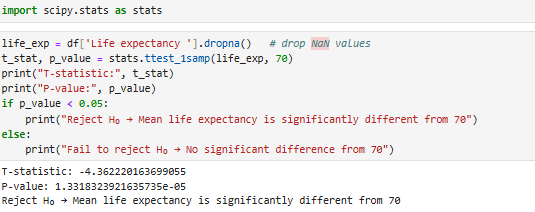 import scipy.stats as stats
life_exp = df['Life expectancy '].dropna()   # drop NaN values
t_stat, p_value = stats.ttest_1samp(life_exp, 70)
print("T-statistic:", t_stat)
print("P-value:", p_value)
if p_value < 0.05:
    print("Reject H₀ → Mean life expectancy is significantly different from 70")
else:
    print("Fail to reject H₀ → No significant difference from 70")
T-statistic: -4.362220163699055
P-value: 1.3318323921635735e-05
Reject H₀ → Mean life expectancy is significantly different from 70